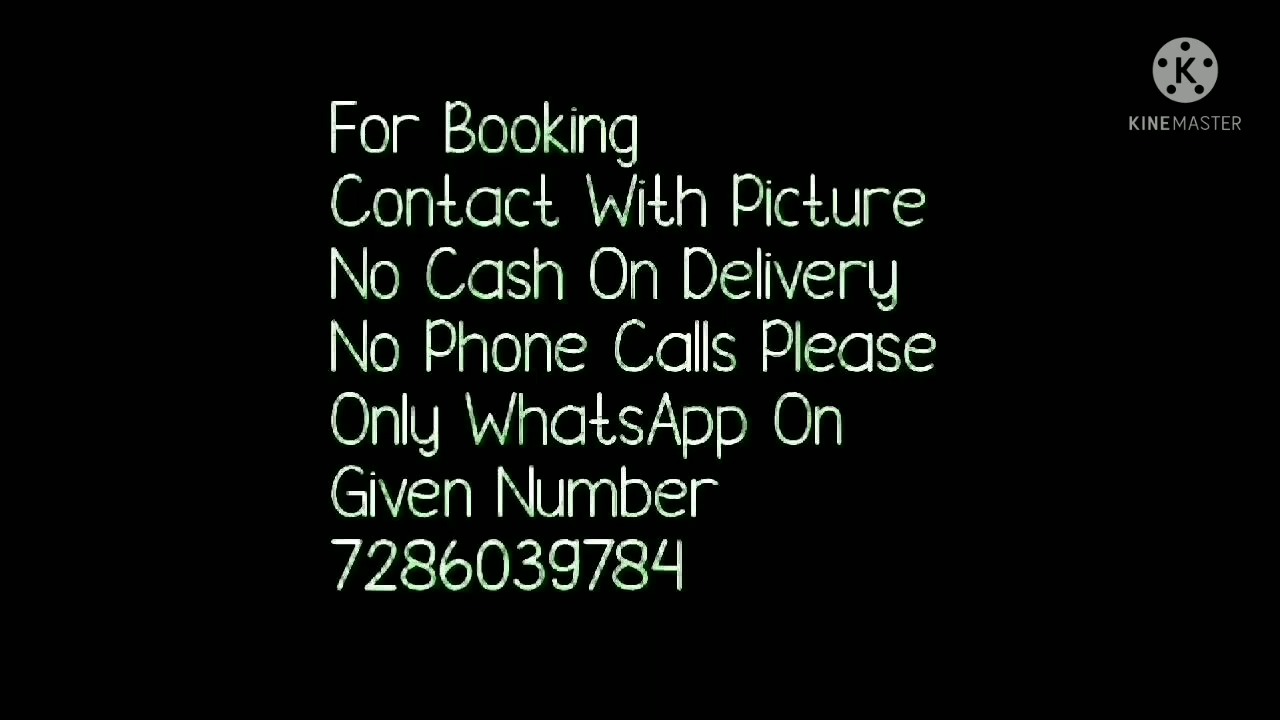 For Booking
Contact With Picture
No Cash On Delivery
No Phone Calls Please
Only WhatsApp On
Given Number
7286039784
K
KINEMASTER